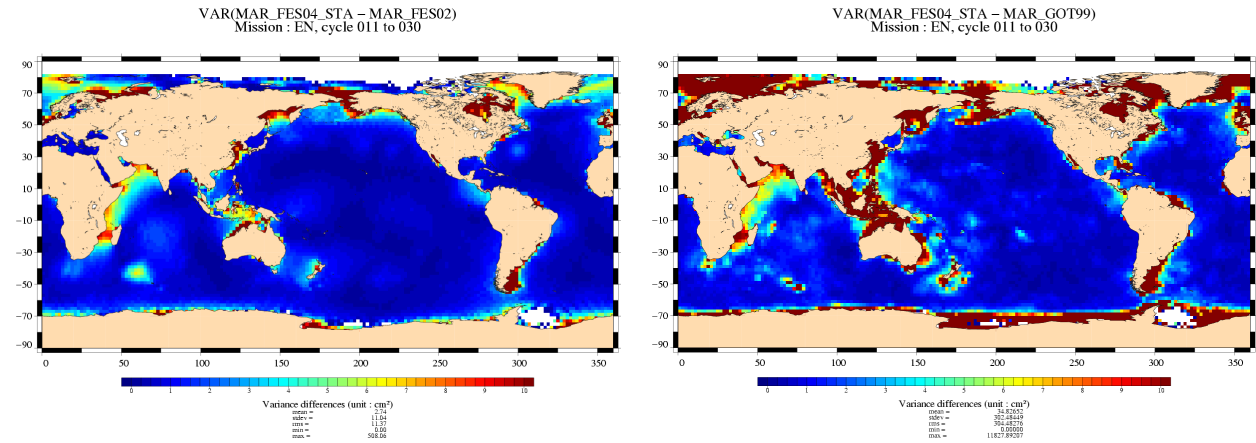 VAR(MAR_FES04_STA − MAR_FES02)
Mission : EN, cycle 011 to 030
90
70
50
30
10
−10
−30
−50
−70
−90
0 50 100 150 200 250 300 350
0 1 2 3 4 5 6 7 8 9 10
Variance differences (unit : cm²)
mean = 2.74
stdev = 11.04
rms = 11.37
min = 0.00
max = 508.06
VAR(MAR_FES04_STA − MAR_GOT99)
Mission : EN, cycle 011 to 030
90
70
50
30
10
−10
−30
−50
−70
−90
0 50 100 150 200 250 300 350
0 1 2 3 4 5 6 7 8 9 10
Variance differences (unit : cm²)
mean = 34.82652
stdev = 302.48449
rms = 304.48276
min = 0.00000
max = 11827.89207